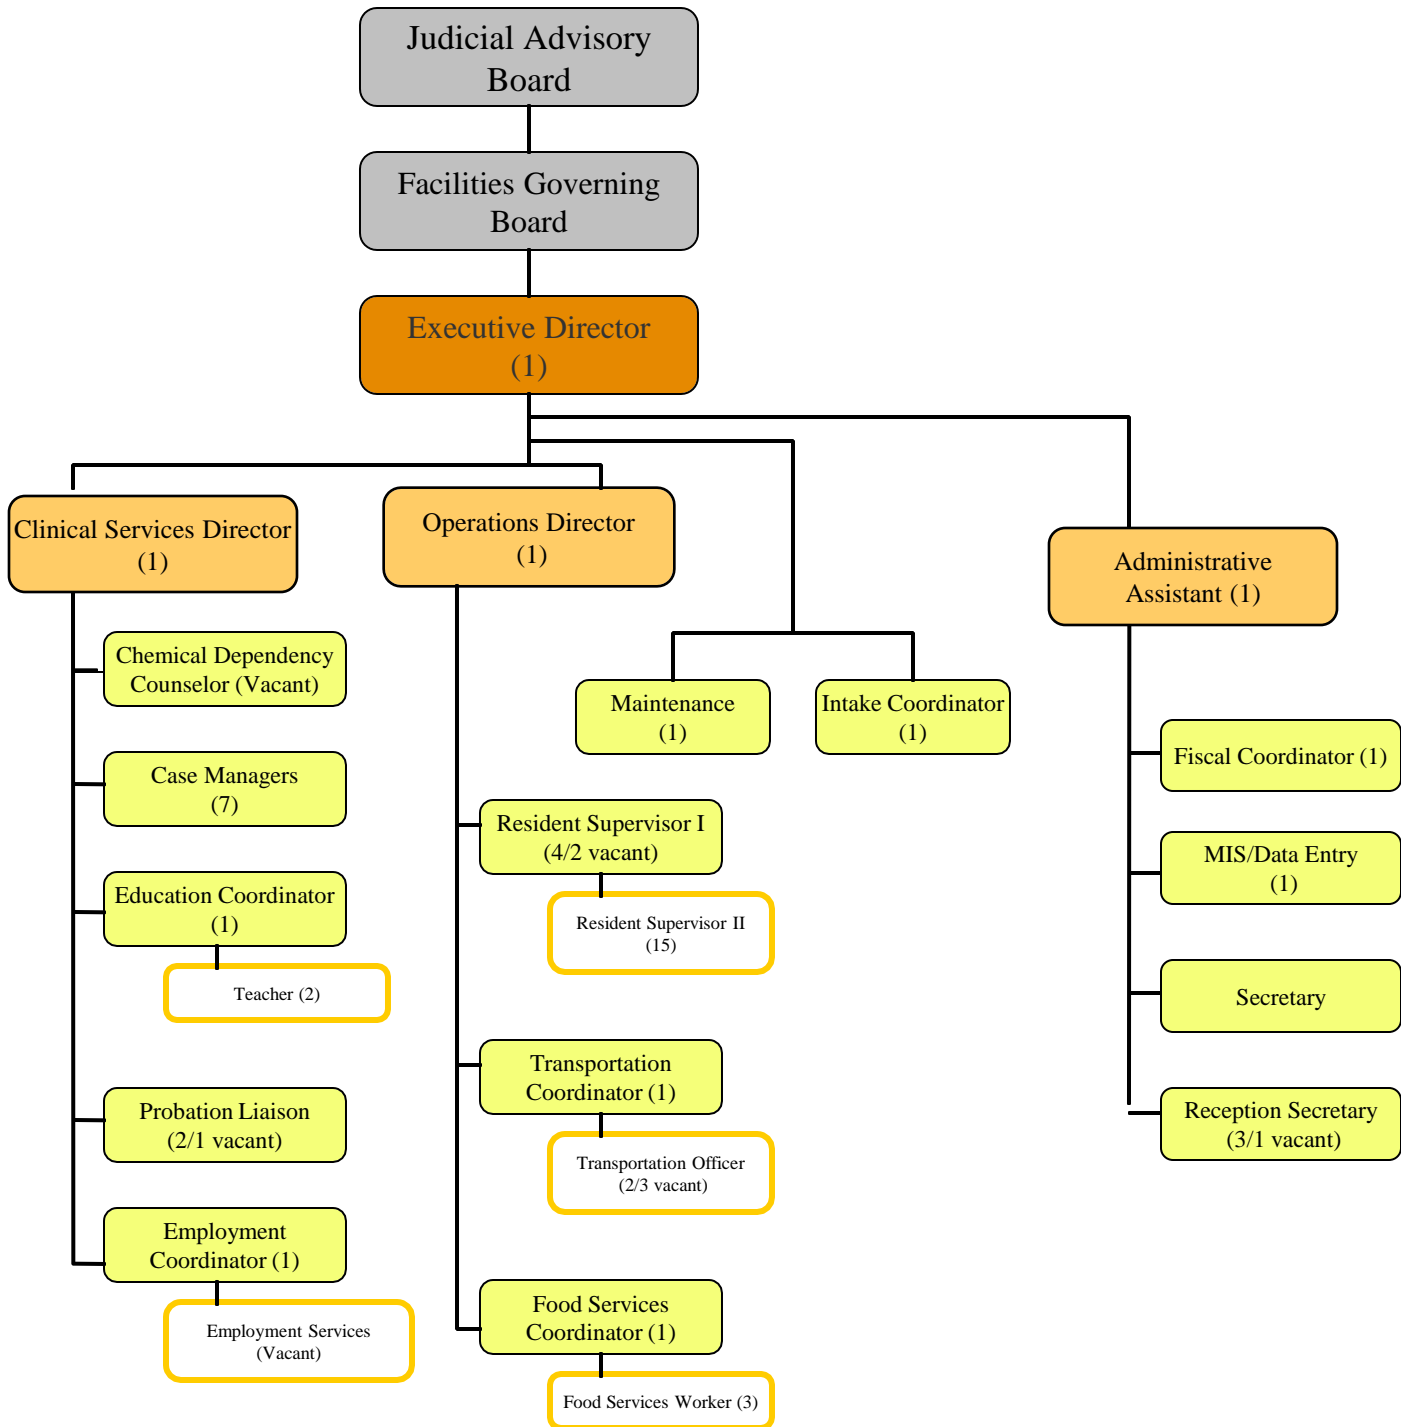 Judicial Advisory
Board
Facilities Governing
Board
Executive Director
(1)
Clinical Services Director
(1)
Operations Director
(1)
Administrative
Assistant (1)
Chemical Dependency
Counselor (Vacant)
Case Managers
(7)
Education Coordinator
(1)
Teacher (2)
Probation Liaison
(2/1 vacant)
Employment
Coordinator (1)
Employment Services
(Vacant)
Maintenance
(1)
Intake Coordinator
(1)
Resident Supervisor I
(4/2 vacant)
Resident Supervisor II
(15)
Transportation
Coordinator (1)
Transportation Officer
(2/3 vacant)
Food Services
Coordinator (1)
Food Services Worker (3)
Fiscal Coordinator (1)
MIS/Data Entry
(1)
Secretary
Reception Secretary
(3/1 vacant)